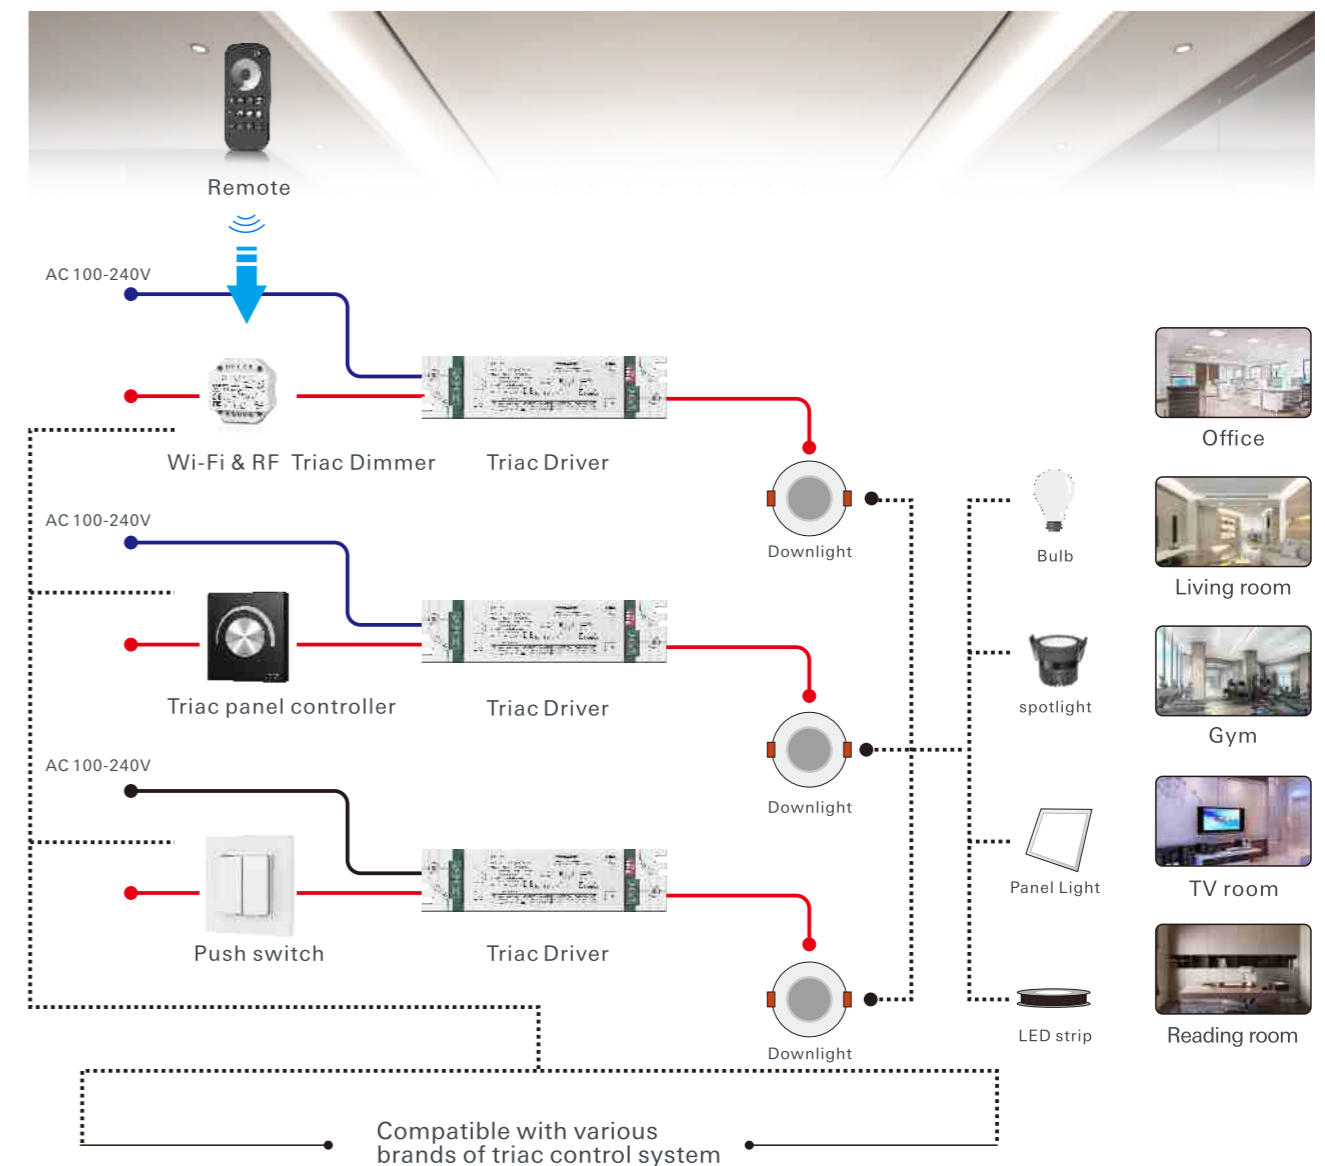 Remote
AC 100-240V
Wi-Fi & RF Triac Dimmer
Triac Driver
Downlight
AC 100-240V
Triac panel controller
Triac Driver
Downlight
AC 100-240V
Push switch
Triac Driver
Downlight
Bulb
spotlight
Panel Light
LED strip
Office
Living room
Gym
TV room
Reading room
Compatible with various
brands of triac control system